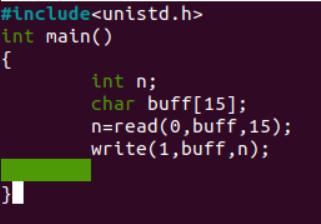 #include<unistd.h>
int main()
{
        int n;
        char buff[15];
        n=read(0,buff,15);
        write(1,buff,n);
}